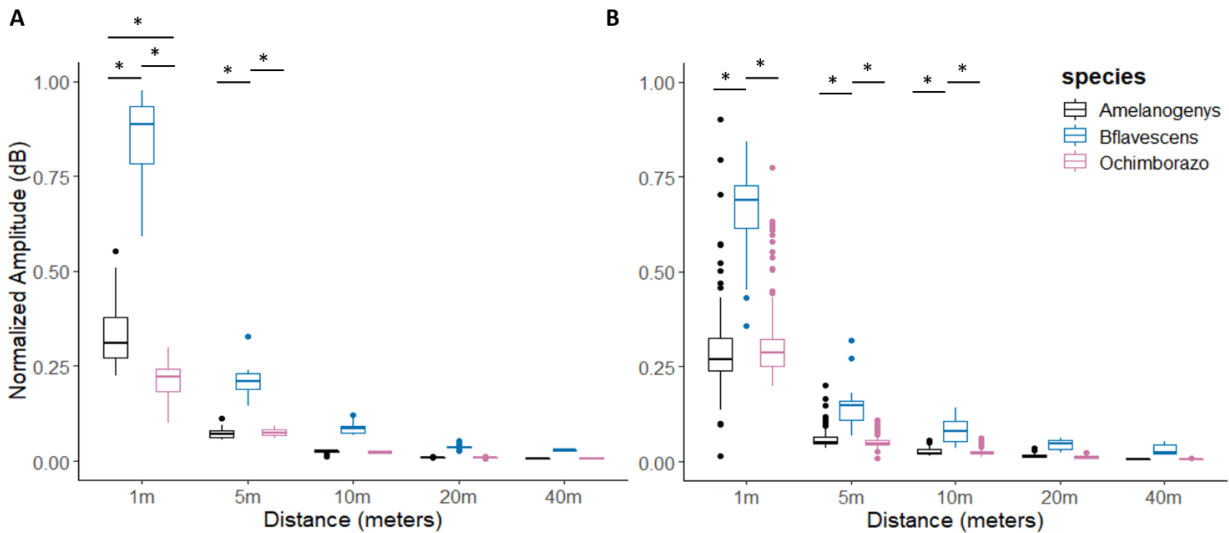 A
B
* 
* *
* *
* *
* *
* *
1.00
0.75
0.50
0.25
0.00
Normalized Amplitude (dB)
1m 5m 10m 20m 40m
Distance (meters)
1.00
0.75
0.50
0.25
0.00
1m 5m 10m 20m 40m
Distance (meters)
species
Amelanogenys
Bflavescens
Ochimborazo